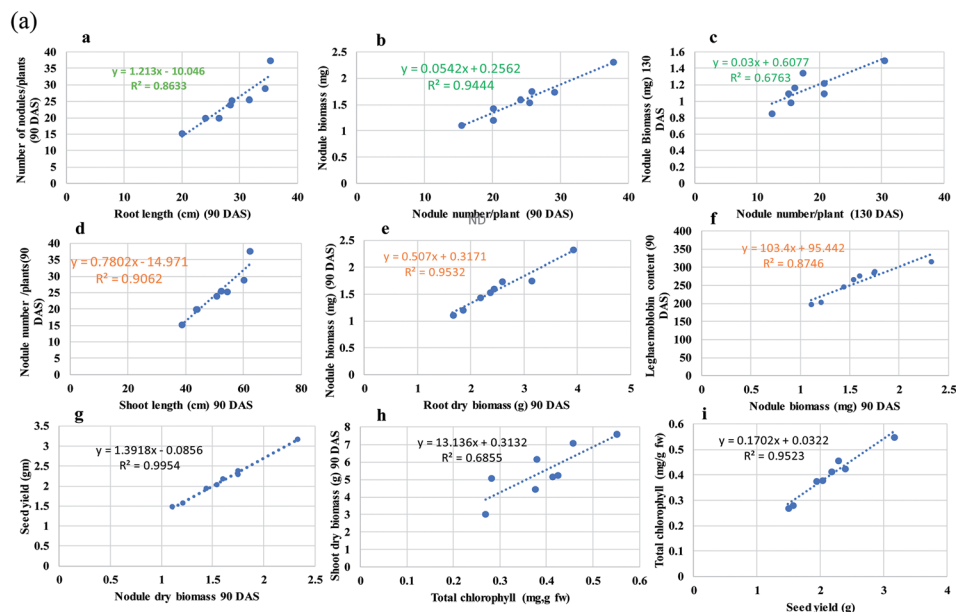 (a)
a
Number of nodules/plants
(90 DAS)
40
35
30
25
20
15
10
5
0
y = 1.213x - 10.046
R² = 0.8633
0
10
20
30
40
Root length (cm) (90 DAS)
b
Nodule biomass (mg)
2.5
2
1.5
1
0.5
0
y = 0.0542x + 0.2562
R² = 0.9444
0
10
20
30
40
Nodule number/plant (90 DAS)
ND
c
Nodule Biomass (mg) 130
DAS
1.6
1.4
1.2
1
0.8
0.6
0.4
0.2
0
y = 0.03x + 0.6077
R² = 0.6763
0
10
20
30
40
Nodule number/plant (130 DAS)
d
Nodule number /plants(90
DAS)
40
35
30
25
20
15
10
5
0
y = 0.7802x - 14.971
R² = 0.9062
0
20
40
60
80
Shoot length (cm) 90 DAS
e
Nodule biomass (mg) (90 DAS)
2.5
2
1.5
1
0.5
0
y = 0.507x + 0.3171
R² = 0.9532
0
1
2
3
4
5
Root dry biomass (g) 90 DAS
f
Leghaemoblobin content (90
DAS)
400
350
300
250
200
150
100
50
0
y = 103.4x + 95.442
R² = 0.8746
0
0.5
1
1.5
2
2.5
Nodule biomass (mg) 90 DAS
g
Seed yield (gm)
3.5
3
2.5
2
1.5
1
0.5
0
y = 1.3918x - 0.0856
R² = 0.9954
0
0.5
1
1.5
2
2.5
Nodule dry biomass 90 DAS
h
Shoot dry biomass (g) 90 DAS
8
7
6
5
4
3
2
1
0
y = 13.136x + 0.3132
R² = 0.6855
0
0.1
0.2
0.3
0.4
0.5
0.6
Total chlorophyll (mg,g fw)
i
Total chlorophyll (mg/g fw)
0.6
0.5
0.4
0.3
0.2
0.1
0
y = 0.1702x + 0.0322
R² = 0.9523
0
1
2
3
4
Seed yield (g)